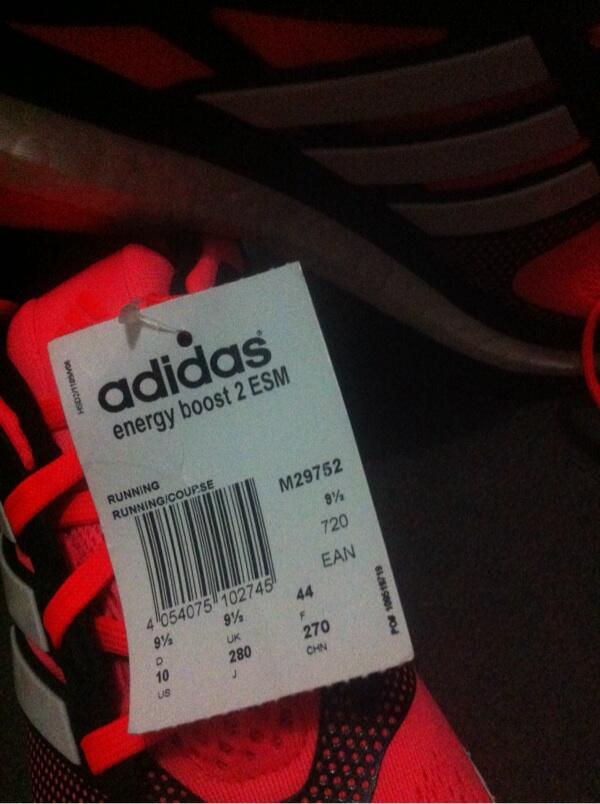 adidas®
energy boost 2 ESM
RUNNING
RUNNING/COURSE
M29752
9½
720
EAN
4 054075 102745
9½ 9½ 44
D UK F
10 280 270
US J CHN